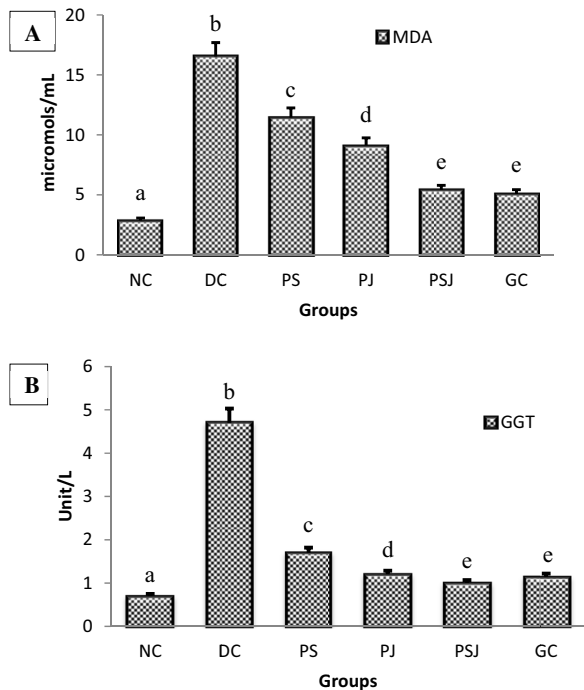 A
MDA
20
15
10
5
0
micromols/mL
a
b
c
d
e
e
NC DC PS PJ PSJ GC
Groups
B
GGT
6
5
4
3
2
1
0
Unit/L
a
b
c
d
e
e
NC DC PS PJ PSJ GC
Groups